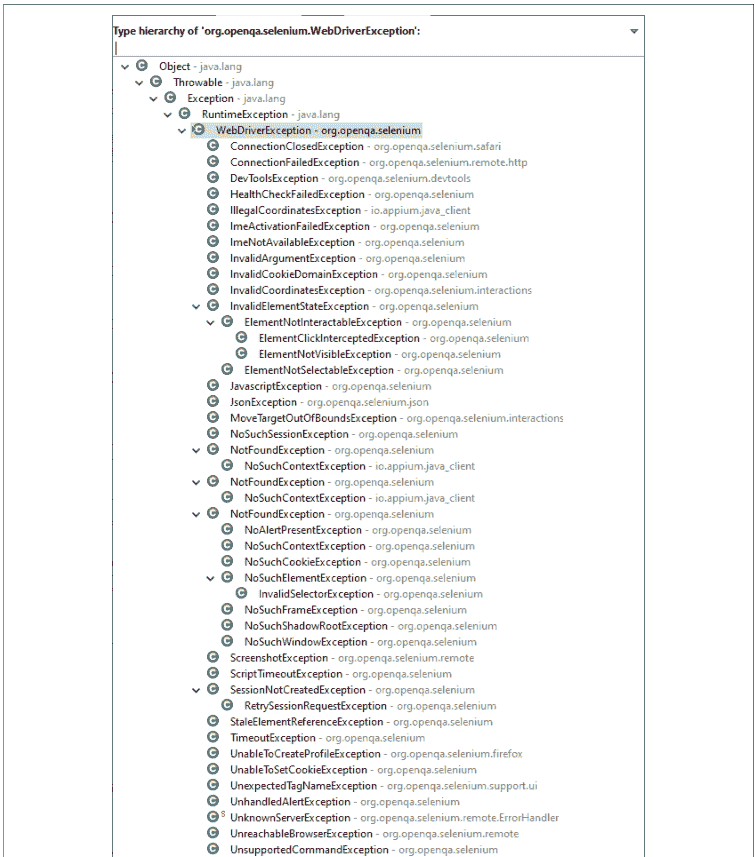 Type hierarchy of 'org.openqa.selenium.WebDriverException':
Object - java.lang
Throwable - java.lang
Exception - java.lang
RuntimeException - java.lang
WebDriverException - org.openqa.selenium
ConnectionClosedException - org.openqa.selenium.safari
ConnectionFailedException - org.openqa.selenium.remote.http
DevToolsException - org.openqa.selenium.devtools
HealthCheckFailedException - org.openqa.selenium
IllegalCoordinatesException - io.appium.java_client
ImeActivationFailedException - org.openqa.selenium
ImeNotAvailableException - org.openqa.selenium
InvalidArgumentException - org.openqa.selenium
InvalidCookieDomainException - org.openqa.selenium
InvalidCoordinatesException - org.openqa.selenium.interactions
InvalidElementStateException - org.openqa.selenium
ElementNotInteractableException - org.openqa.selenium
ElementClickInterceptedException - org.openqa.selenium
ElementNotVisibleException - org.openqa.selenium
ElementNotSelectableException - org.openqa.selenium
JavascriptException - org.openqa.selenium
JsonException - org.openqa.selenium.json
MoveTargetOutOfBoundsException - org.openqa.selenium.interactions
NoSuchSessionException - org.openqa.selenium
NotFoundException - org.openqa.selenium
NoSuchContextException - io.appium.java_client
NotFoundException - org.openqa.selenium
NoSuchContextException - io.appium.java_client
NotFoundException - org.openqa.selenium
NoAlertPresentException - org.openqa.selenium
NoSuchContextException - org.openqa.selenium
NoSuchCookieException - org.openqa.selenium
NoSuchElementException - org.openqa.selenium
InvalidSelectorException - org.openqa.selenium
NoSuchFrameException - org.openqa.selenium
NoSuchShadowRootException - org.openqa.selenium
NoSuchWindowException - org.openqa.selenium
ScreenshotException - org.openqa.selenium.remote
ScriptTimeoutException - org.openqa.selenium
SessionNotCreatedException - org.openqa.selenium
RetrySessionRequestException - org.openqa.selenium
StaleElementReferenceException - org.openqa.selenium
TimeoutException - org.openqa.selenium
UnableToCreateProfileException - org.openqa.selenium.firefox
UnableToSetCookieException - org.openqa.selenium
UnexpectedTagNameException - org.openqa.selenium.support.ui
UnhandledAlertException - org.openqa.selenium
UnknownServerException - org.openqa.selenium.remote.ErrorHandler
UnreachableBrowserException - org.openqa.selenium.remote
UnsupportedCommandException - org.openqa.selenium